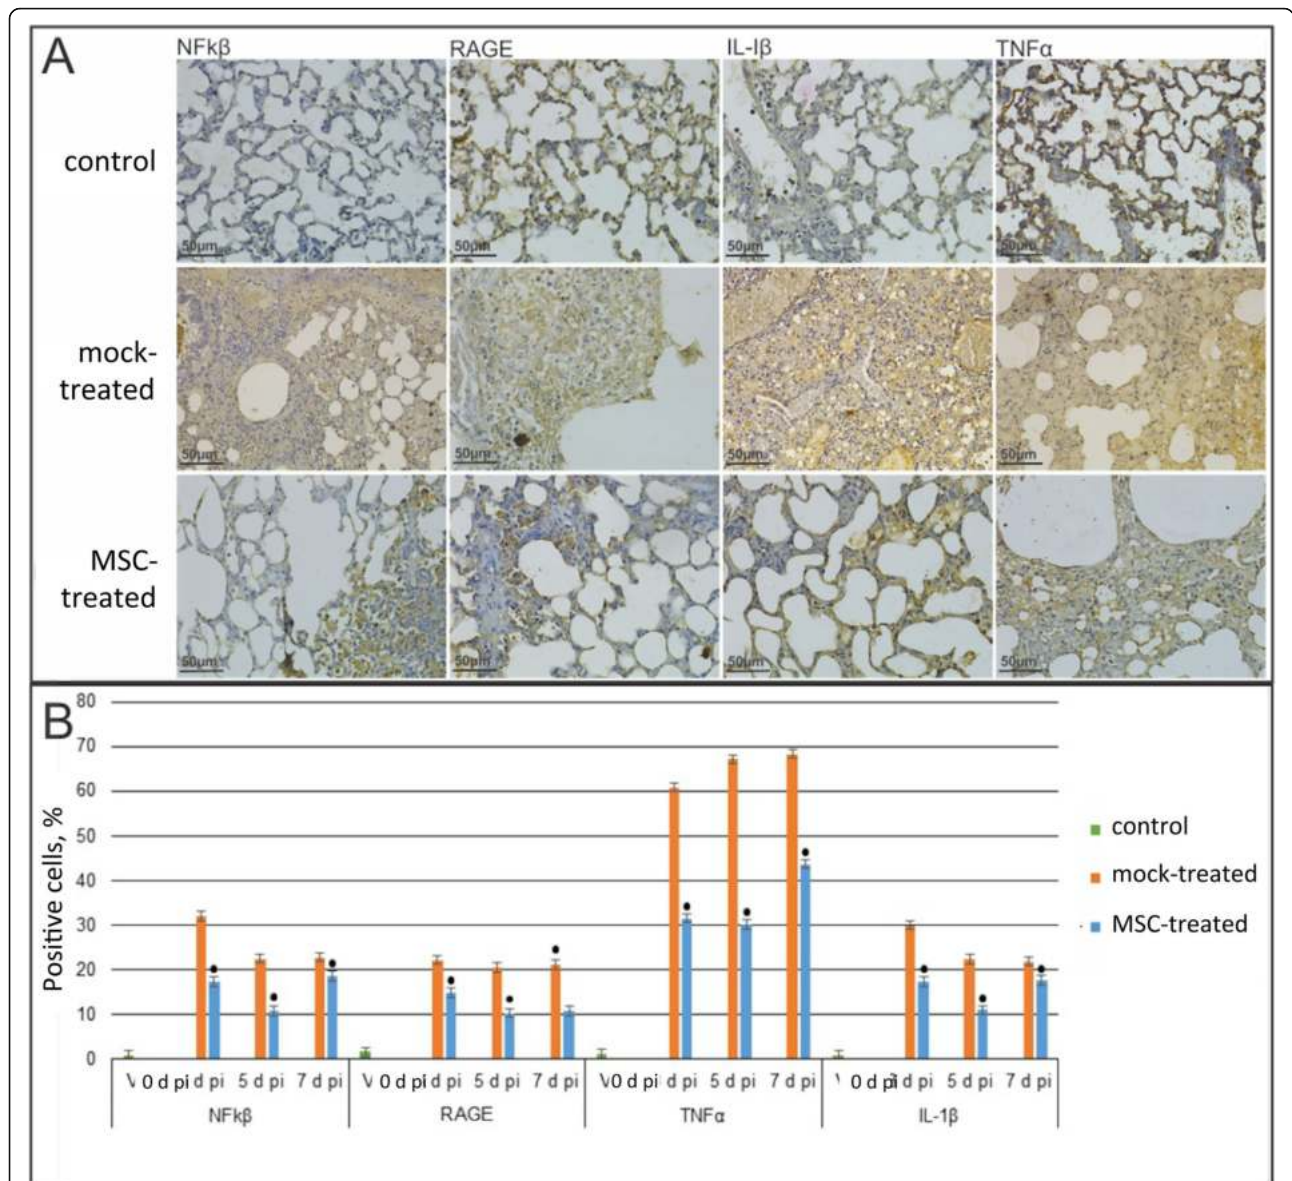 A
NFkβ RAGE IL-Iβ TNFα
control
50µm 50µm 50µm 50µm
mock-
treated
50µm 50µm 50µm 50µm
MSC-
treated
50µm 50µm 50µm 50µm
B
Positive cells, %
80
70
60
50
40
30
20
10
0
0 d pi d pi 5 d pi 7 d pi 0 d pi d pi 5 d pi 7 d pi 0 d pi d pi 5 d pi 7 d pi 0 d pi d pi 5 d pi 7 d pi
NFkβ RAGE TNFα IL-1β
control
mock-treated
MSC-treated